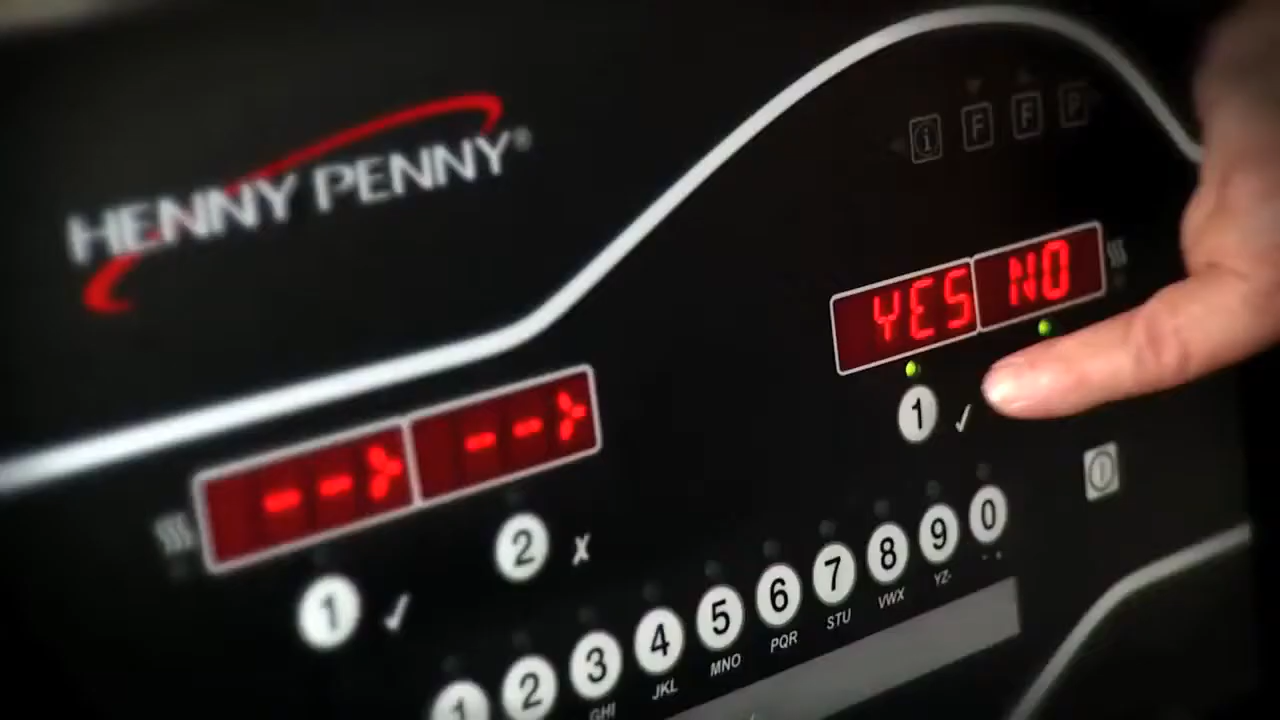 HENNY PENNY®
i F F P
YES NO
1 ✓
-->  -->
1 ✓ 2 X
1 2 3 4 5 6 7 8 9 0
GHI JKL MNO PQR STU VWX YZ-